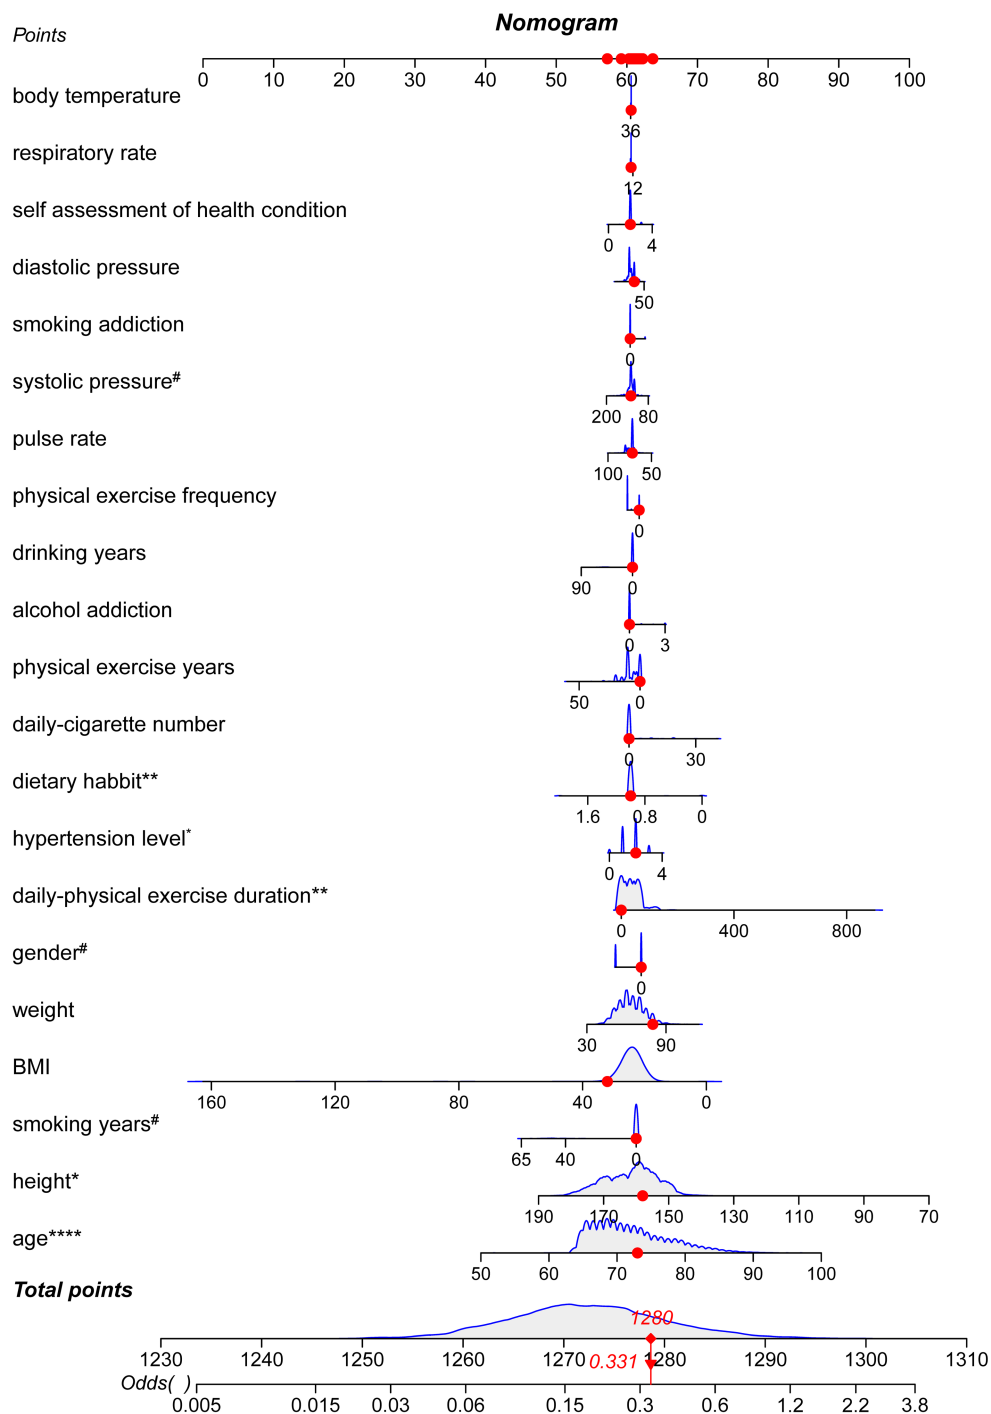 Nomogram
Points
0 10 20 30 40 50 60 70 80 90 100
body temperature
36
respiratory rate
12
self assessment of health condition
0 4
diastolic pressure
50
smoking addiction
0
systolic pressure#
200 80
pulse rate
100 50
physical exercise frequency
0
drinking years
90 0
alcohol addiction
0 3
physical exercise years
50 0
daily-cigarette number
0 30
dietary habbit**
1.6 0.8 0
hypertension level*
0 4
daily-physical exercise duration**
0 400 800
gender#
0
weight
30 90
BMI
160 120 80 40 0
smoking years#
65 40 0
height*
190 170 150 130 110 90 70
age****
50 60 70 80 90 100
Total points
1280
1230 1240 1250 1260 1270 1280 1290 1300 1310
0.331
Odds( )
0.005 0.015 0.03 0.06 0.15 0.3 0.6 1.2 2.2 3.8